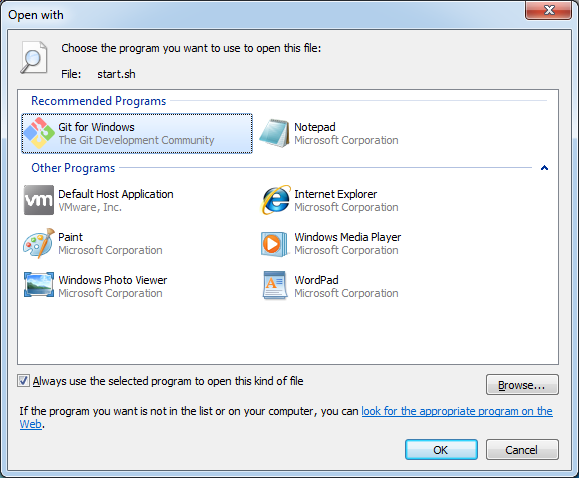 Open with
Choose the program you want to use to open this file:
File: start.sh
Recommended Programs
Git for Windows
The Git Development Community
Notepad
Microsoft Corporation
Other Programs
vm
Default Host Application
VMware, Inc.
Internet Explorer
Microsoft Corporation
Paint
Microsoft Corporation
Windows Media Player
Microsoft Corporation
Windows Photo Viewer
Microsoft Corporation
WordPad
Microsoft Corporation
Always use the selected program to open this kind of file
Browse...
If the program you want is not in the list or on your computer, you can look for the appropriate program on the
Web.
OK
Cancel